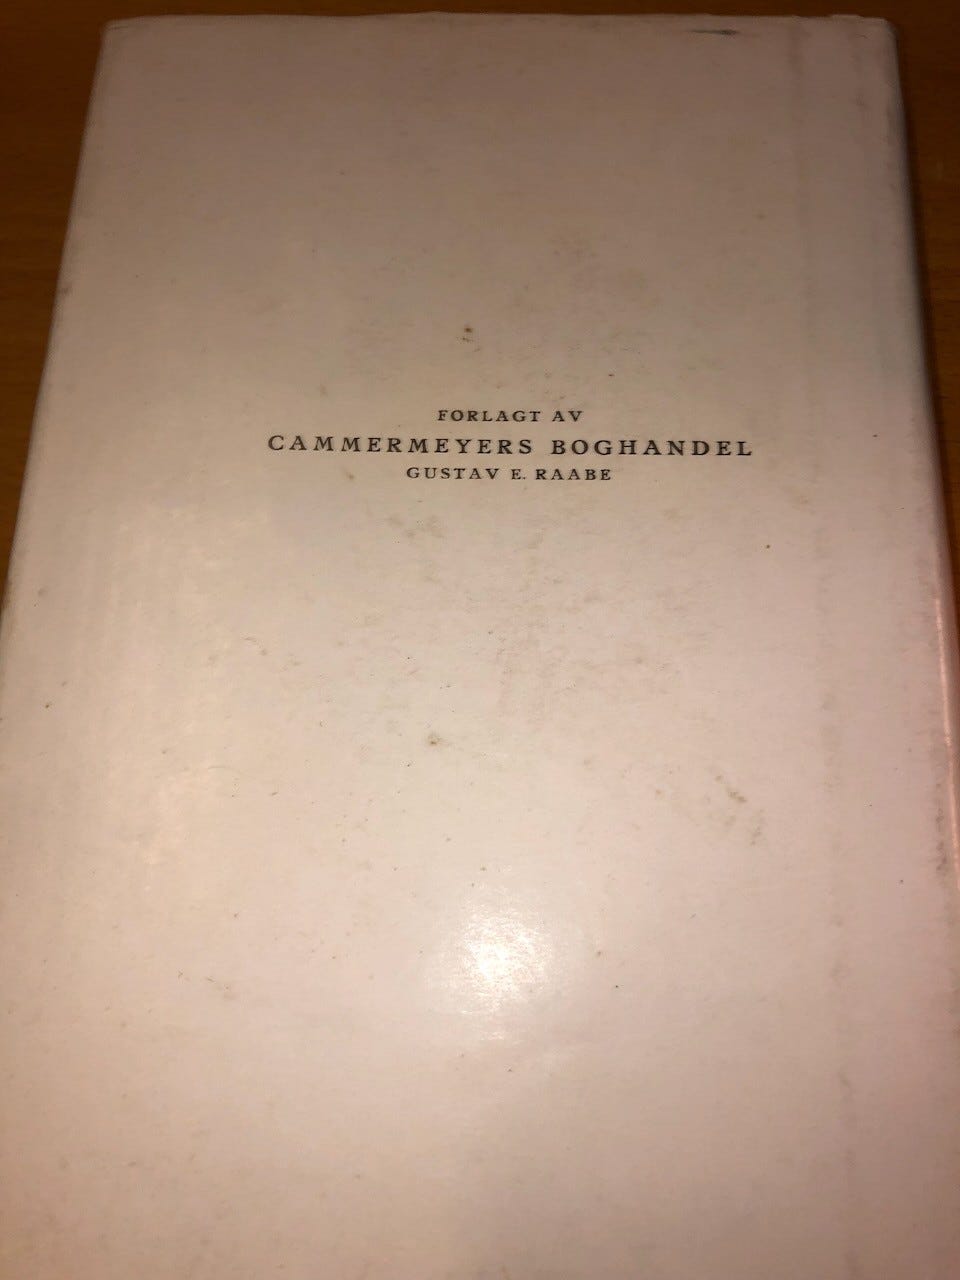 FORLAGT AV
CAMMERMEYERS BOGHANDEL
GUSTAV E. RAABE